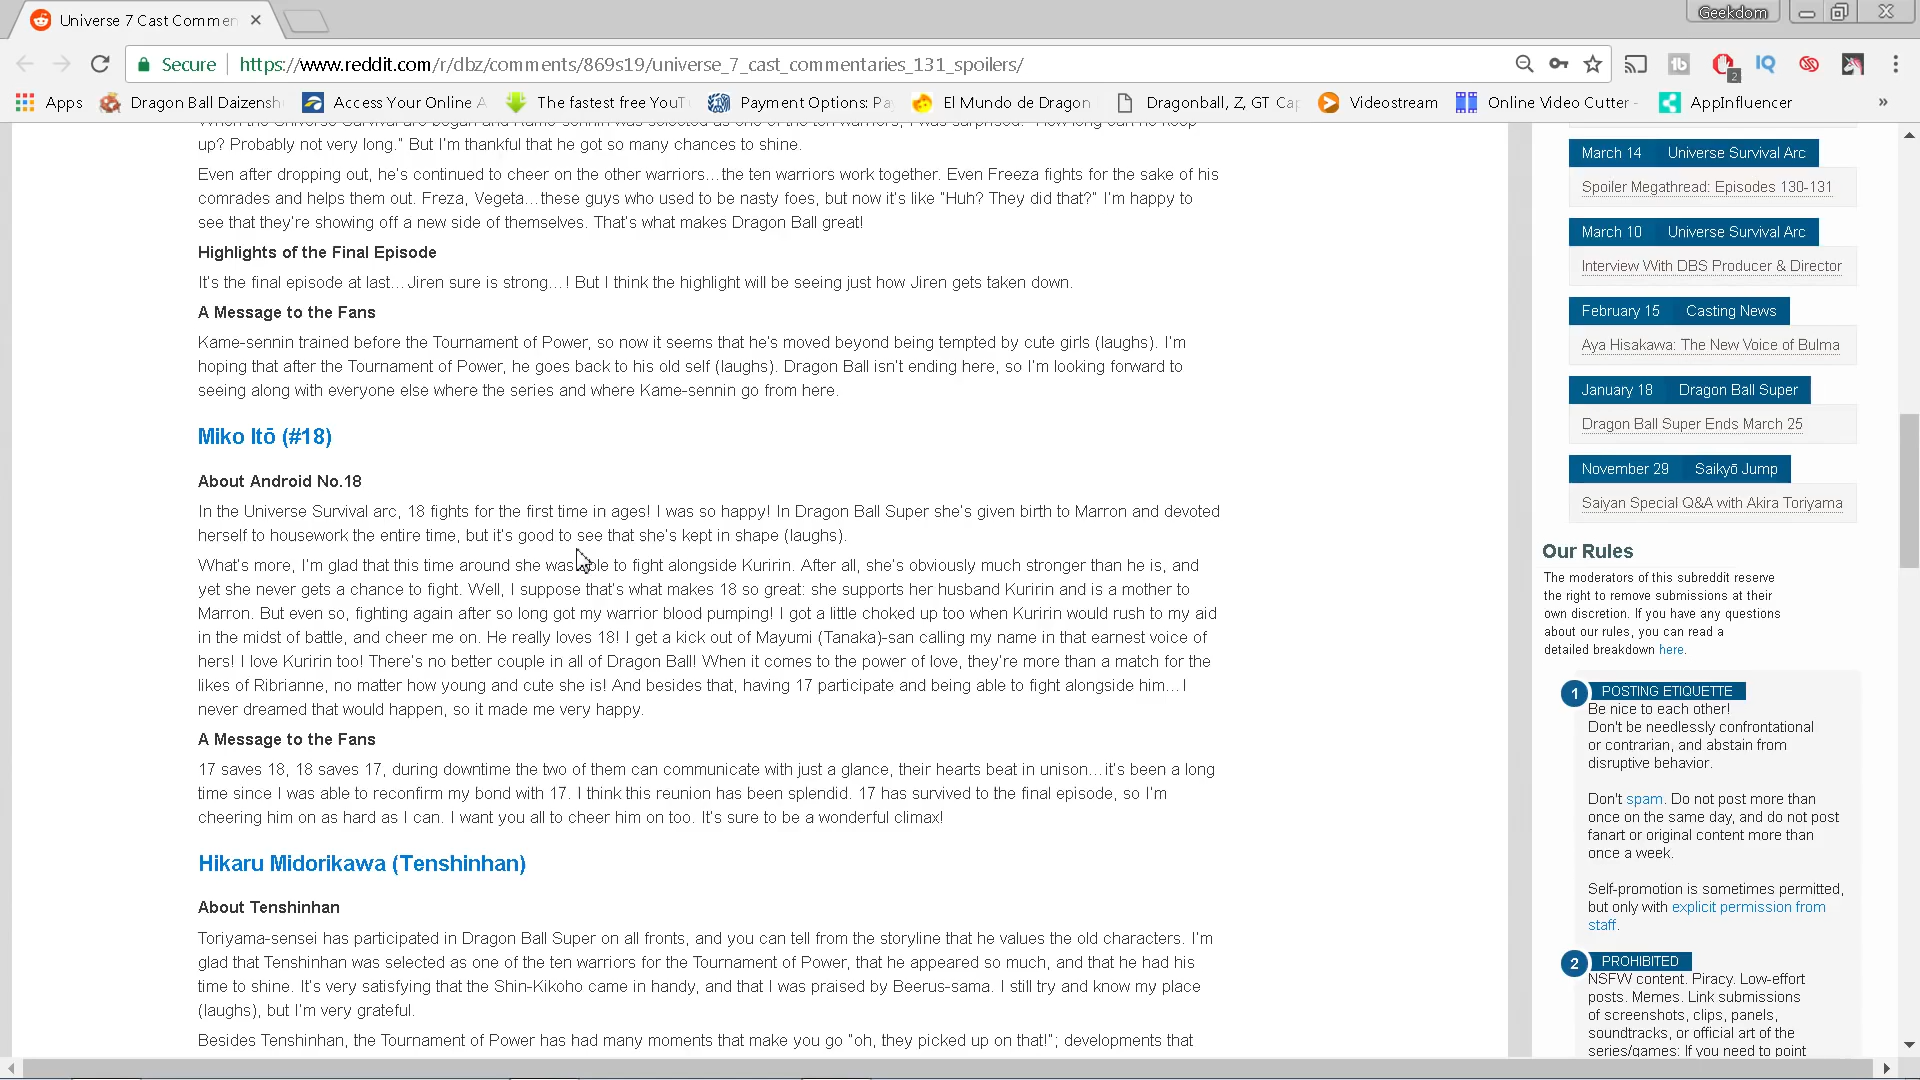 Universe 7 Cast Commen
Geekdom
Secure
https://www.reddit.com/r/dbz/comments/869s19/universe_7_cast_commentaries_131_spoilers/
Apps
Dragon Ball Daizensh
Access Your Online A
The fastest free YouT
Payment Options: Pa
El Mundo de Dragon
Dragonball, Z, GT Cap
Videostream
Online Video Cutter -
AppInfluencer
»
up? Probably not very long.” But I’m thankful that he got so many chances to shine.
Even after dropping out, he’s continued to cheer on the other warriors…the ten warriors work together. Even Freeza fights for the sake of his
comrades and helps them out. Freza, Vegeta…these guys who used to be nasty foes, but now it’s like “Huh? They did that?” I’m happy to
see that they’re showing off a new side of themselves. That’s what makes Dragon Ball great!
Highlights of the Final Episode
It’s the final episode at last…Jiren sure is strong…! But I think the highlight will be seeing just how Jiren gets taken down.
A Message to the Fans
Kame-sennin trained before the Tournament of Power, so now it seems that he’s moved beyond being tempted by cute girls (laughs). I’m
hoping that after the Tournament of Power, he goes back to his old self (laughs). Dragon Ball isn’t ending here, so I’m looking forward to
seeing along with everyone else where the series and where Kame-sennin go from here.
Miko Itō (#18)
About Android No.18
In the Universe Survival arc, 18 fights for the first time in ages! I was so happy! In Dragon Ball Super she’s given birth to Marron and devoted
herself to housework the entire time, but it’s good to see that she’s kept in shape (laughs).
What’s more, I’m glad that this time around she was able to fight alongside Kuririn. After all, she’s obviously much stronger than he is, and
yet she never gets a chance to fight. Well, I suppose that’s what makes 18 so great: she supports her husband Kuririn and is a mother to
Marron. But even so, fighting again after so long got my warrior blood pumping! I got a little choked up too when Kuririn would rush to my aid
in the midst of battle, and cheer me on. He really loves 18! I get a kick out of Mayumi (Tanaka)-san calling my name in that earnest voice of
hers! I love Kuririn too! There’s no better couple in all of Dragon Ball! When it comes to the power of love, they’re more than a match for the
likes of Ribrianne, no matter how young and cute she is! And besides that, having 17 participate and being able to fight alongside him…I
never dreamed that would happen, so it made me very happy.
A Message to the Fans
17 saves 18, 18 saves 17, during downtime the two of them can communicate with just a glance, their hearts beat in unison…it’s been a long
time since I was able to reconfirm my bond with 17. I think this reunion has been splendid. 17 has survived to the final episode, so I’m
cheering him on as hard as I can. I want you all to cheer him on too. It’s sure to be a wonderful climax!
Hikaru Midorikawa (Tenshinhan)
About Tenshinhan
Toriyama-sensei has participated in Dragon Ball Super on all fronts, and you can tell from the storyline that he values the old characters. I’m
glad that Tenshinhan was selected as one of the ten warriors for the Tournament of Power, that he appeared so much, and that he had his
time to shine. It’s very satisfying that the Shin-Kikoho came in handy, and that I was praised by Beerus-sama. I still try and know my place
(laughs), but I’m very grateful.
Besides Tenshinhan, the Tournament of Power has had many moments that make you go “oh, they picked up on that!”; developments that
March 14 Universe Survival Arc
Spoiler Megathread: Episodes 130-131
March 10 Universe Survival Arc
Interview With DBS Producer & Director
February 15 Casting News
Aya Hisakawa: The New Voice of Bulma
January 18 Dragon Ball Super
Dragon Ball Super Ends March 25
November 29 Saikyō Jump
Saiyan Special Q&A with Akira Toriyama
Our Rules
The moderators of this subreddit reserve
the right to remove submissions at their
own discretion. If you have any questions
about our rules, you can read a
detailed breakdown here.
1 POSTING ETIQUETTE
Be nice to each other!
Don't be needlessly confrontational
or contrarian, and abstain from
disruptive behavior.
Don't spam. Do not post more than
once on the same day, and do not post
fanart or original content more than
once a week.
Self-promotion is sometimes permitted,
but only with explicit permission from
staff.
2 PROHIBITED
NSFW content. Piracy. Low-effort
posts. Memes. Link submissions
of screenshots, clips, panels,
soundtracks, or official art of the
series/games: If you need to point